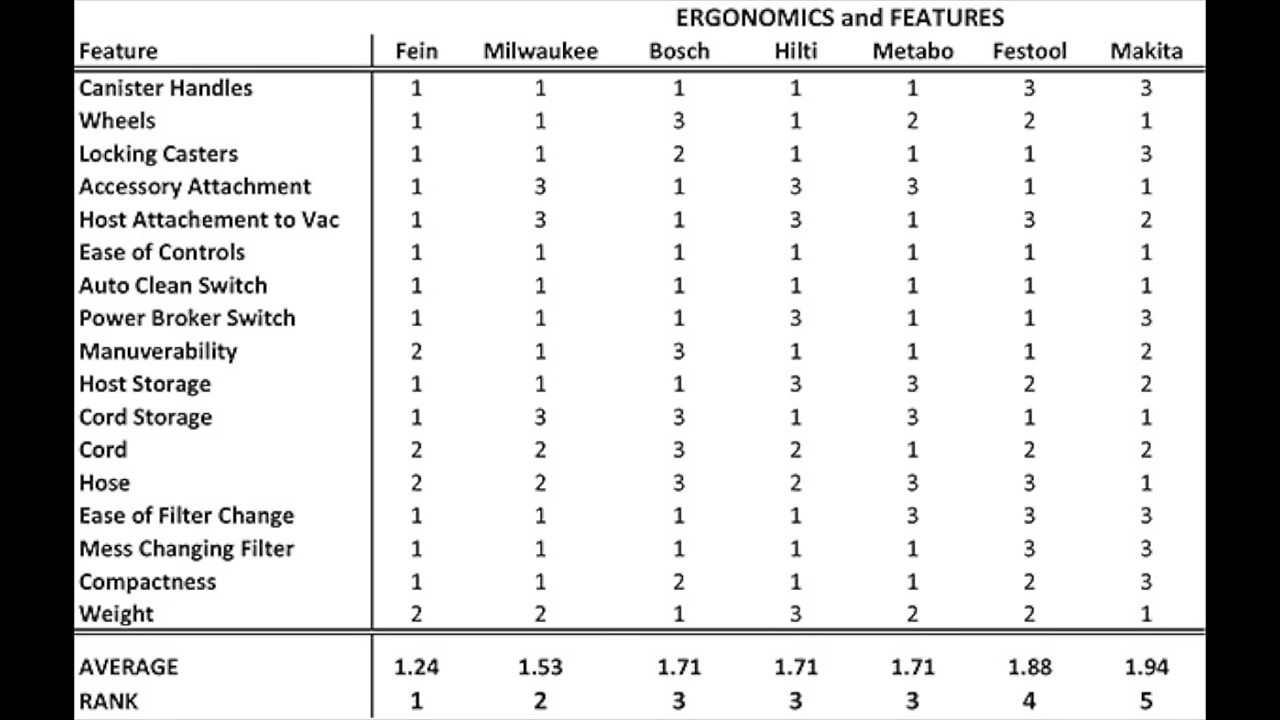 ERGONOMICS and FEATURES
Feature Fein Milwaukee Bosch Hilti Metabo Festool Makita
Canister Handles 1 1 1 1 1 3 3
Wheels 1 1 3 1 2 2 1
Locking Casters 1 1 2 1 1 1 3
Accessory Attachment 1 3 1 3 3 1 1
Host Attachement to Vac 1 3 1 3 1 3 2
Ease of Controls 1 1 1 1 1 1 1
Auto Clean Switch 1 1 1 1 1 1 1
Power Broker Switch 1 1 1 3 1 1 3
Manuverability 2 1 3 1 1 1 2
Host Storage 1 1 1 3 3 2 2
Cord Storage 1 3 3 1 3 1 1
Cord 2 2 3 2 1 2 2
Hose 2 2 3 2 3 3 1
Ease of Filter Change 1 1 1 1 3 3 3
Mess Changing Filter 1 1 1 1 1 3 3
Compactness 1 1 2 1 1 2 3
Weight 2 2 1 3 2 2 1
AVERAGE 1.24 1.53 1.71 1.71 1.71 1.88 1.94
RANK 1 2 3 3 3 4 5